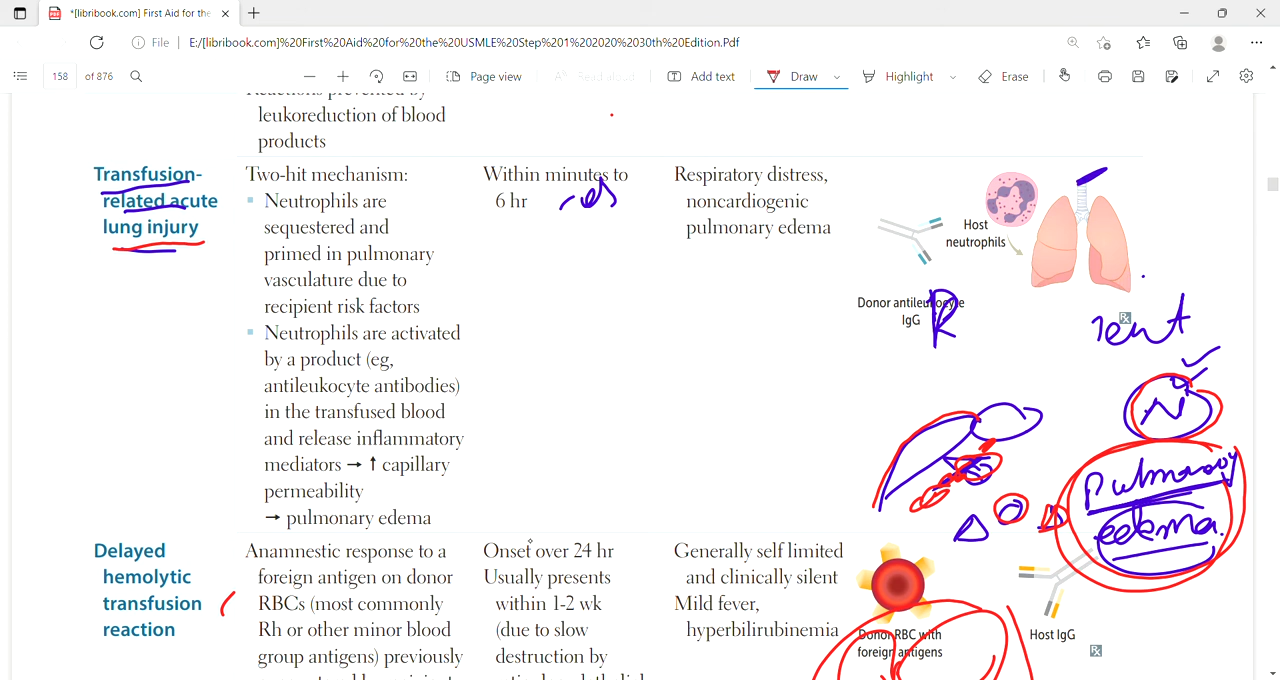 *[libribook.com] First Aid for the
File E:/[libribook.com]%20First%20Aid%20for%20the%20USMLE%20Step%201%202020%2030th%20Edition.Pdf
158 of 876 Page view Read aloud Add text Draw Highlight Erase
Reactions prevented by
leukoreduction of blood
products
Transfusion-
related acute
lung injury
Two-hit mechanism:
Neutrophils are
sequestered and
primed in pulmonary
vasculature due to
recipient risk factors
Neutrophils are activated
by a product (eg,
antileukocyte antibodies)
in the transfused blood
and release inflammatory
mediators → ↑ capillary
permeability
→ pulmonary edema
Within minutes to
6 hr
Respiratory distress,
noncardiogenic
pulmonary edema
Host
neutrophils
Donor antileukocyte
IgG
R
Rx
N
Pulmonary
edema.
Delayed
hemolytic
transfusion
reaction
Anamnestic response to a
foreign antigen on donor
RBCs (most commonly
Rh or other minor blood
group antigens) previously
Onset over 24 hr
Usually presents
within 1-2 wk
(due to slow
destruction by
Generally self limited
and clinically silent
Mild fever,
hyperbilirubinemia
Donor RBC with
foreign antigens
Host IgG
Rx